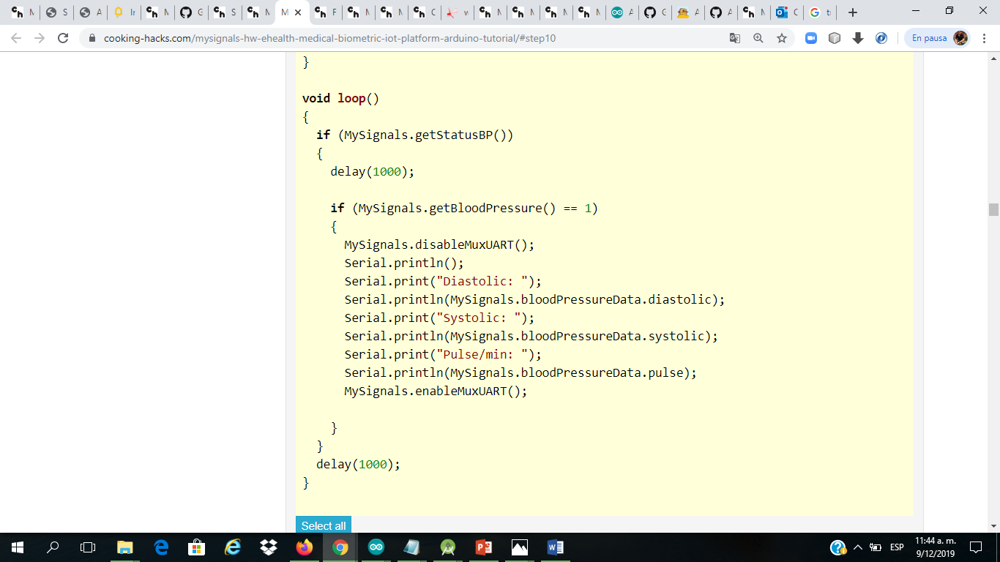 M
S
A
Ir
M
G
S
M
M
F
M
M
C
w
M
M
M
M
A
G
A
A
M
C
tr
cooking-hacks.com/mysignals-hw-ehealth-medical-biometric-iot-platform-arduino-tutorial/#step10
En pausa
}
void loop()
{
if (MySignals.getStatusBP())
{
delay(1000);
if (MySignals.getBloodPressure() == 1)
{
MySignals.disableMuxUART();
Serial.println();
Serial.print("Diastolic: ");
Serial.println(MySignals.bloodPressureData.diastolic);
Serial.print("Systolic: ");
Serial.println(MySignals.bloodPressureData.systolic);
Serial.print("Pulse/min: ");
Serial.println(MySignals.bloodPressureData.pulse);
MySignals.enableMuxUART();
}
}
delay(1000);
}
Select all
ESP
11:44 a. m.
9/12/2019